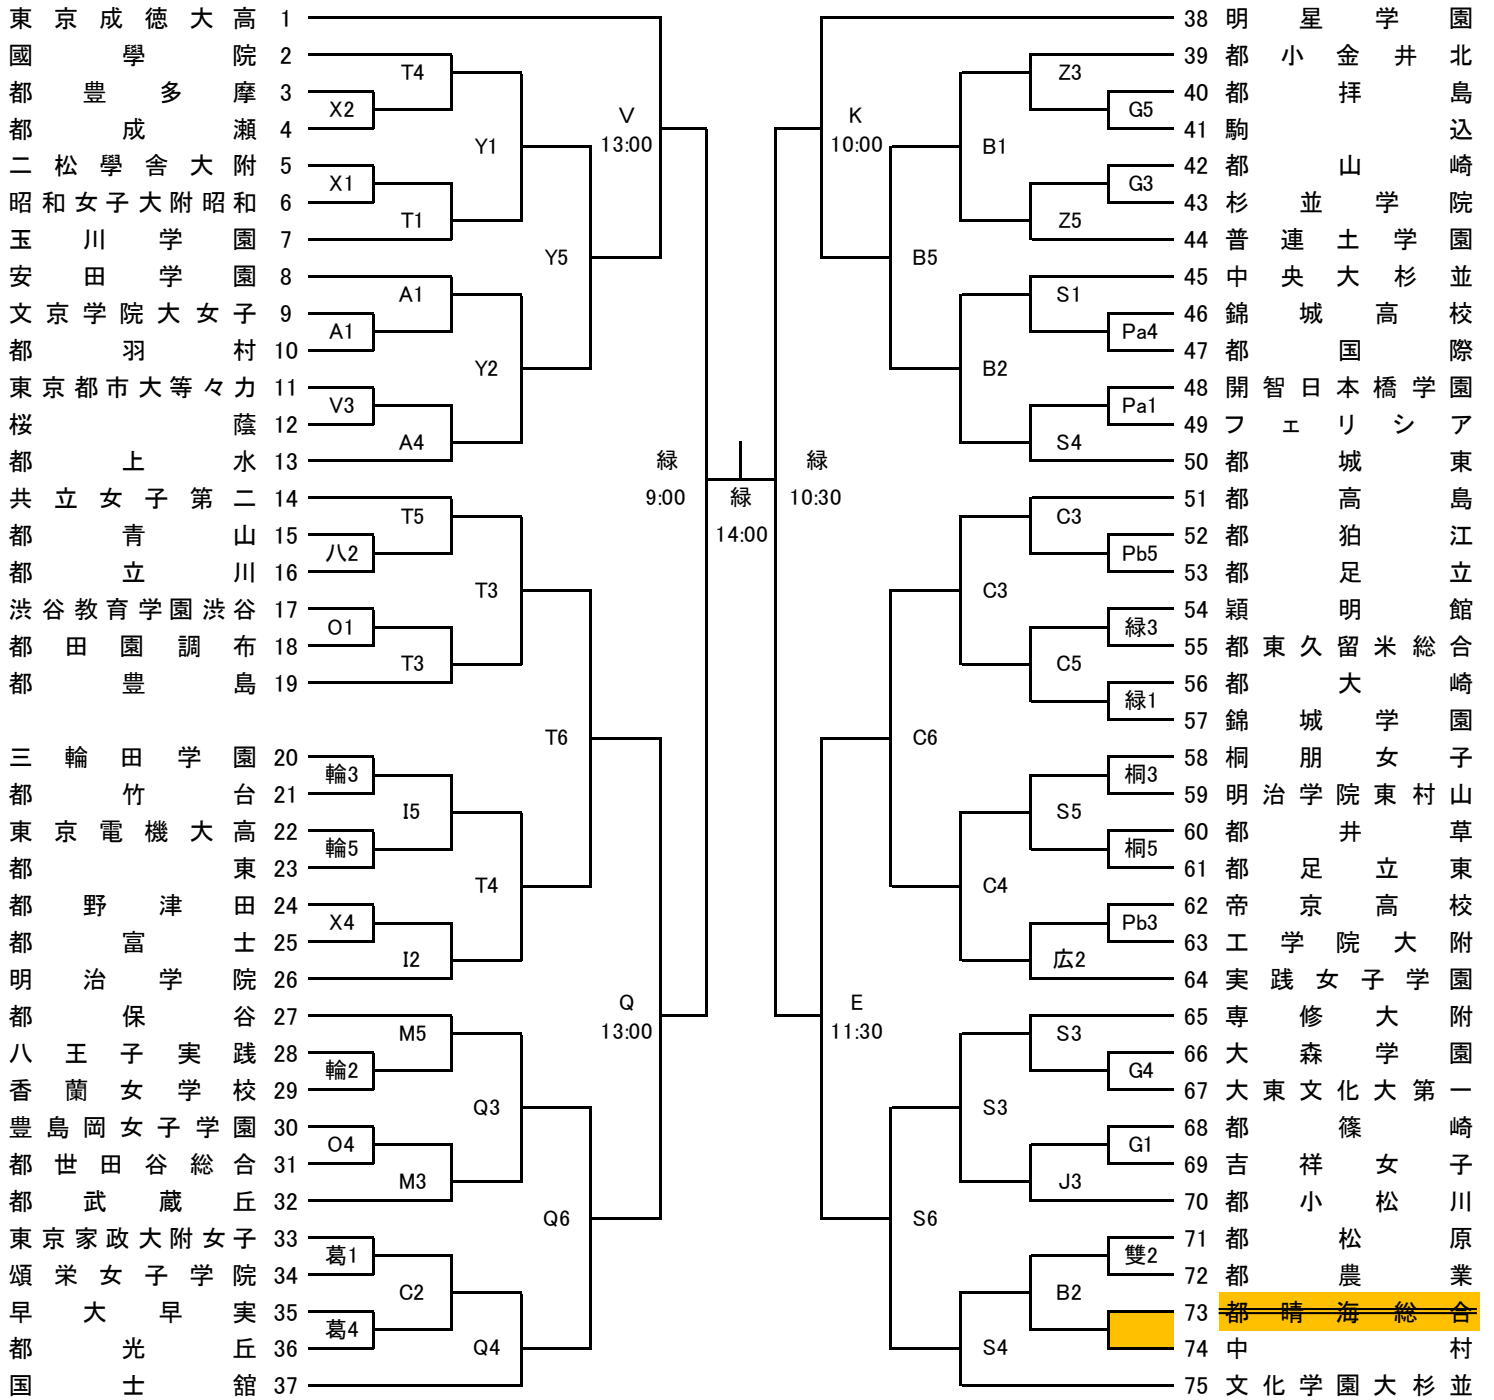 東京成徳大高 1
國學院 2
都豊多摩 3
都成瀬 4
二松學舎大附 5
昭和女子大附昭和 6
玉川学園 7
安田学園 8
文京学院大女子 9
都羽村 10
東京都市大等々力 11
桜蔭 12
都上水 13
共立女子第二 14
都青山 15
都立川 16
渋谷教育学園渋谷 17
都田園調布 18
都豊島 19
三輪田学園 20
都竹台 21
東京電機大高 22
都東 23
都野津田 24
都富士 25
明治学院 26
都保谷 27
八王子実践 28
香蘭女学校 29
豊島岡女子学園 30
都世田谷総合 31
都武蔵丘 32
東京家政大附女子 33
頌栄女子学院 34
早大早実 35
都光丘 36
国士舘 37
X2
X1
A1
V3
八2
O1
輪3
輪5
X4
輪2
O4
葛1
葛4
T4
T1
A1
A4
T5
T3
I5
I2
M5
M3
C2
Y1
Y2
T3
T4
Q3
Q4
Y5
T6
Q6
V
13:00
Q
13:00
緑
9:00
緑
14:00
緑
10:30
K
10:00
E
11:30
B5
C6
S6
B1
B2
C3
C4
S3
S4
Z3
Z5
S1
S4
C3
C5
S5
広2
S3
J3
B2
G5
G3
Pa4
Pa1
Pb5
緑3
緑1
桐3
桐5
Pb3
G4
G1
雙2
38 明星学園
39 都小金井北
40 都拝島
41 駒込
42 都山崎
43 杉並学院
44 普連土学園
45 中央大杉並
46 錦城高校
47 都国際
48 開智日本橋学園
49 フェリシア
50 都城東
51 都高島
52 都狛江
53 都足立
54 穎明館
55 都東久留米総合
56 都大崎
57 錦城学園
58 桐朋女子
59 明治学院東村山
60 都井草
61 都足立東
62 帝京高校
63 工学院大附
64 実践女子学園
65 専修大附
66 大森学園
67 大東文化大第一
68 都篠崎
69 吉祥女子
70 都小松川
71 都松原
72 都農業
73 都晴海総合
74 中村
75 文化学園大杉並